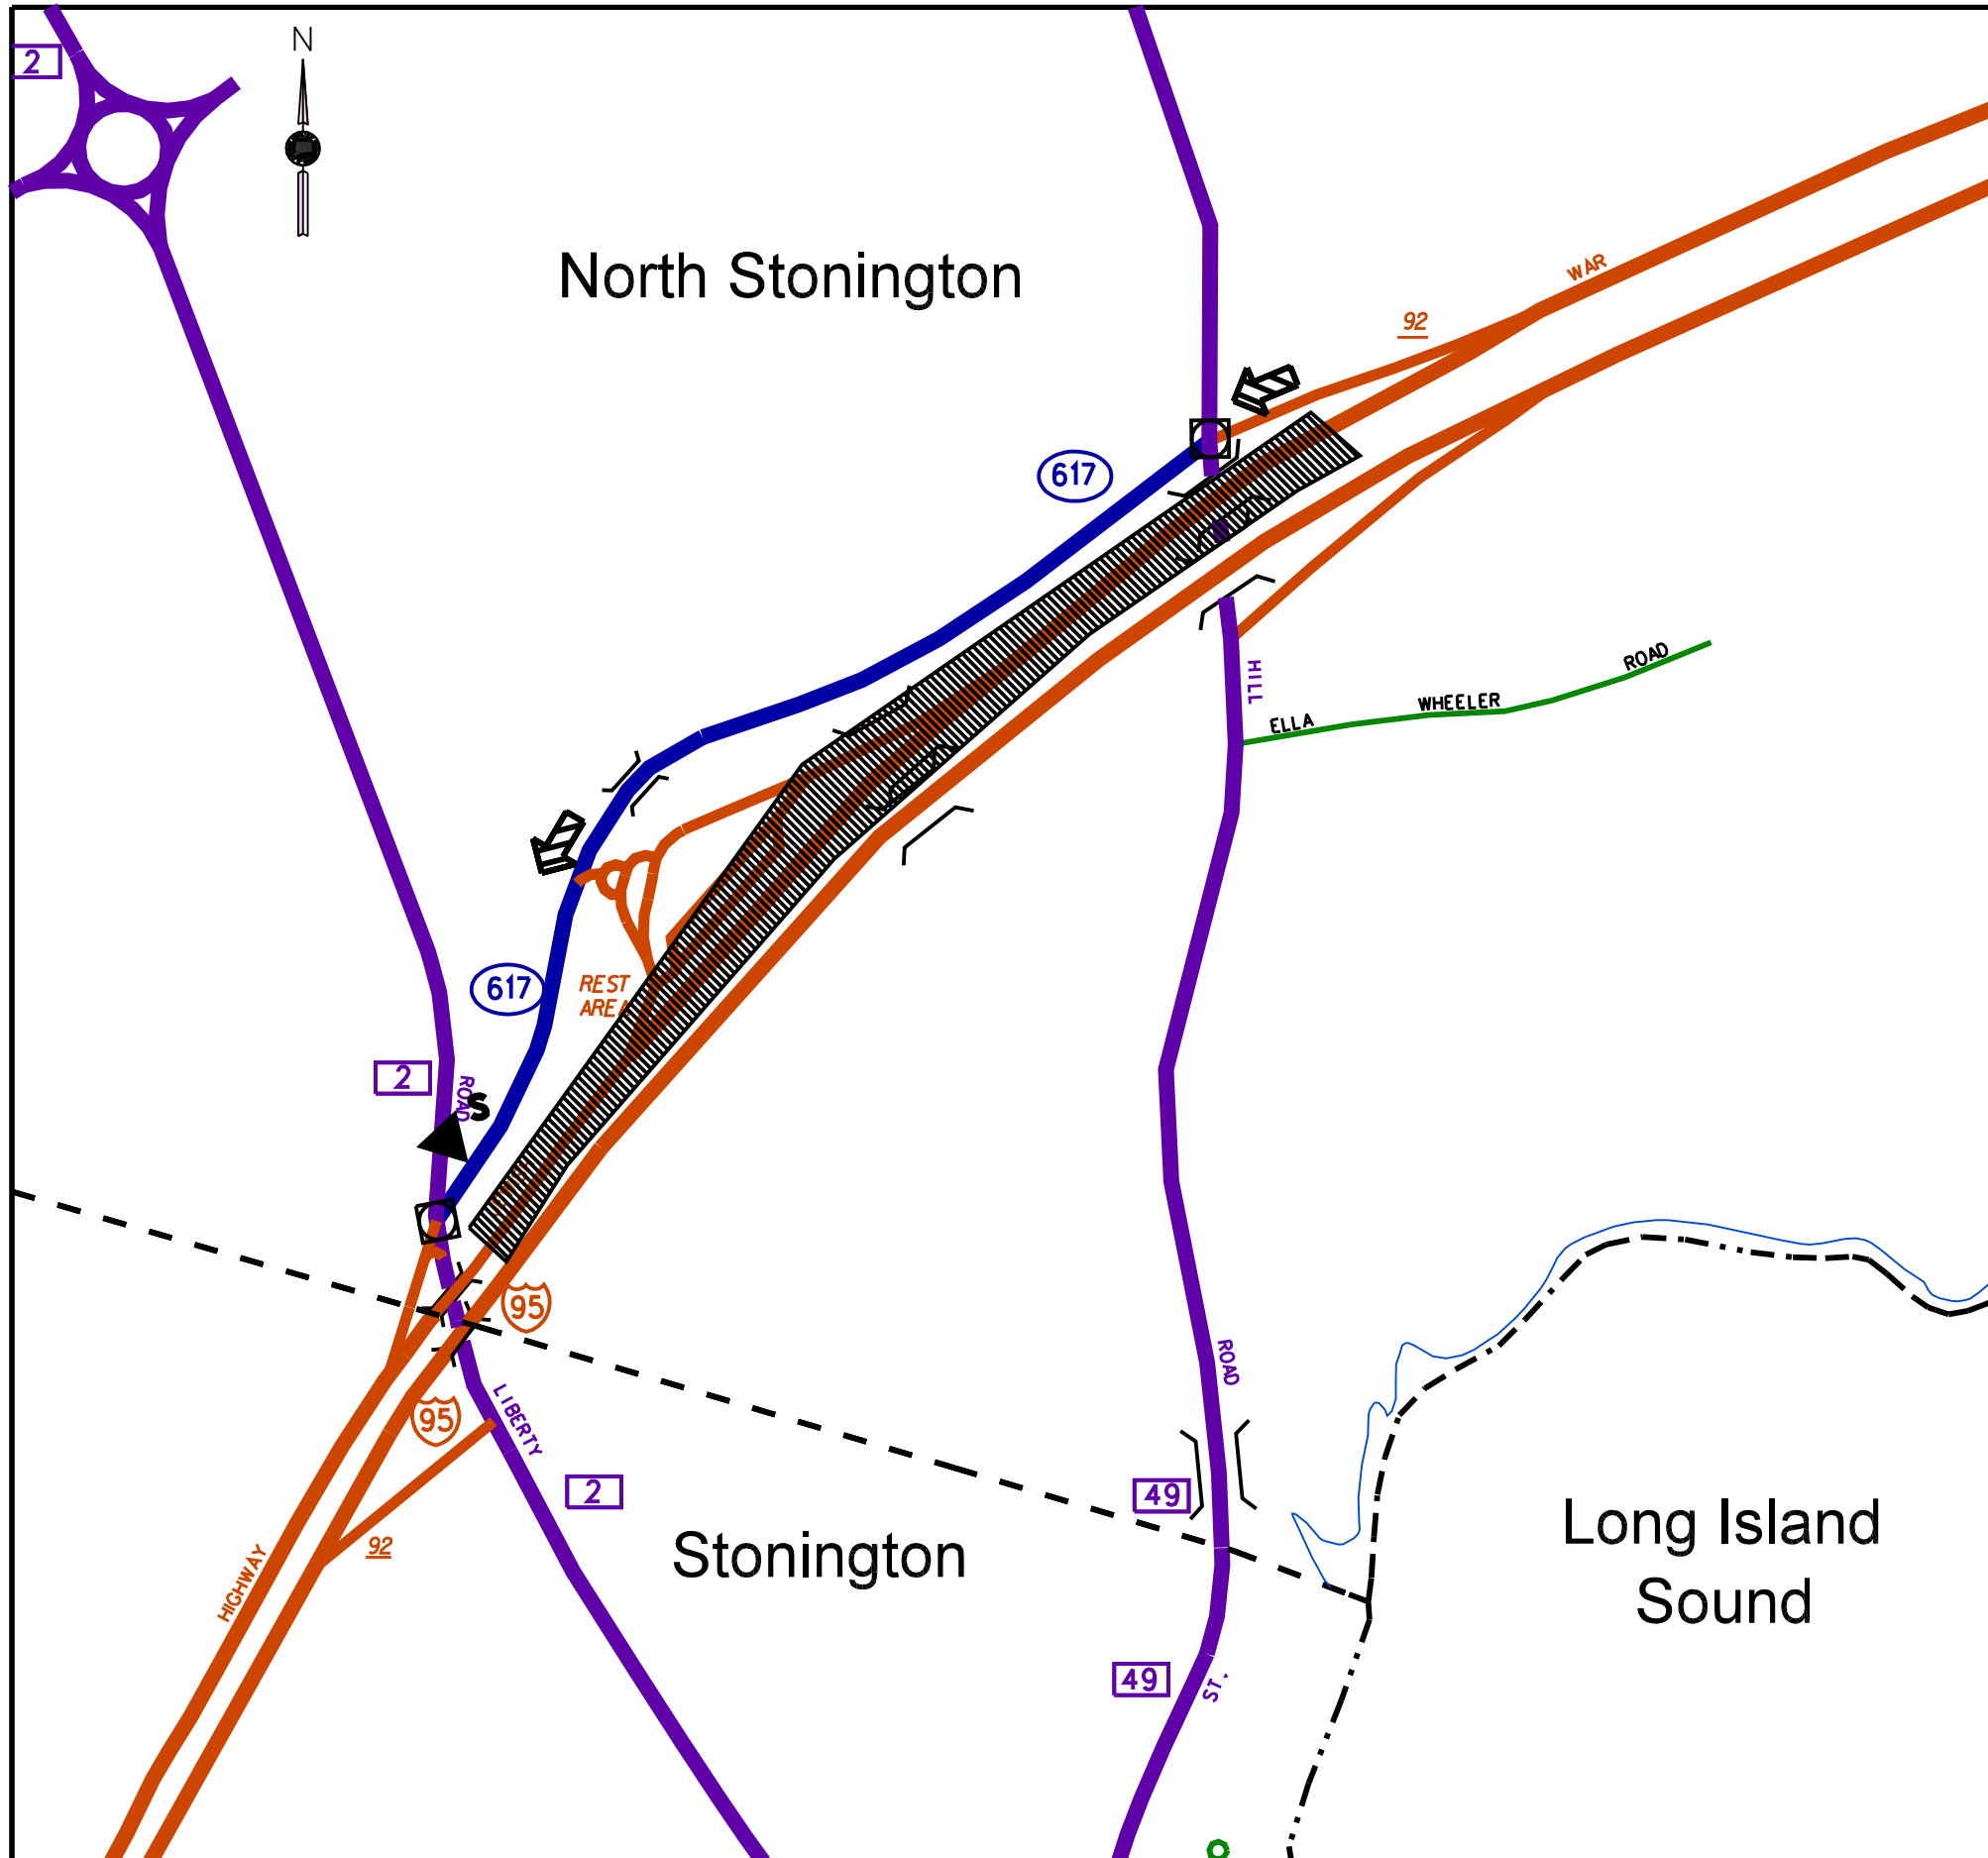 N
2
North Stonington
WAR
92
617
HILL
ROAD
WHEELER
ELLA
617
REST
AREA
2
ROAD
S
95
ROAD
95
LIBERTY
2
49
92
Stonington
Long Island
Sound
HIGHWAY
49
ST.